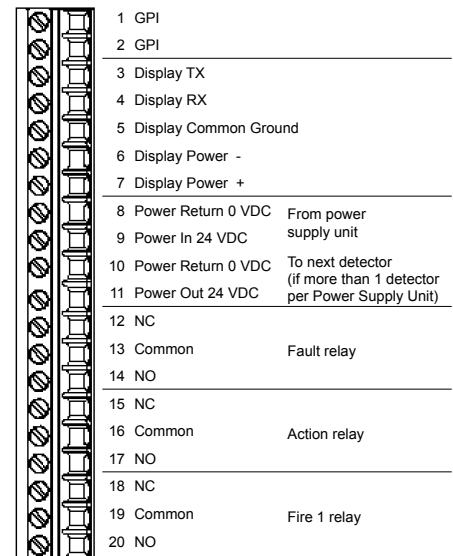 1 GPI
2 GPI
3 Display TX
4 Display RX
5 Display Common Ground
6 Display Power -
7 Display Power +
8 Power Return 0 VDC
9 Power In 24 VDC
From power
supply unit
10 Power Return 0 VDC
11 Power Out 24 VDC
To next detector
(if more than 1 detector
per Power Supply Unit)
12 NC
13 Common
14 NO
Fault relay
15 NC
16 Common
17 NO
Action relay
18 NC
19 Common
20 NO
Fire 1 relay